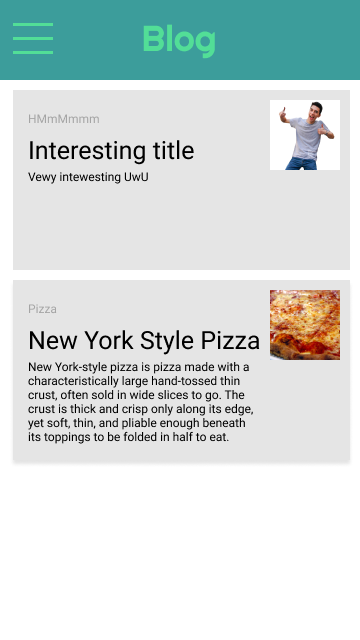 Blog
HMmMmmm
Interesting title
Vewy intewesting UwU
Pizza
New York Style Pizza
New York-style pizza is pizza made with a
characteristically large hand-tossed thin
crust, often sold in wide slices to go. The
crust is thick and crisp only along its edge,
yet soft, thin, and pliable enough beneath
its toppings to be folded in half to eat.